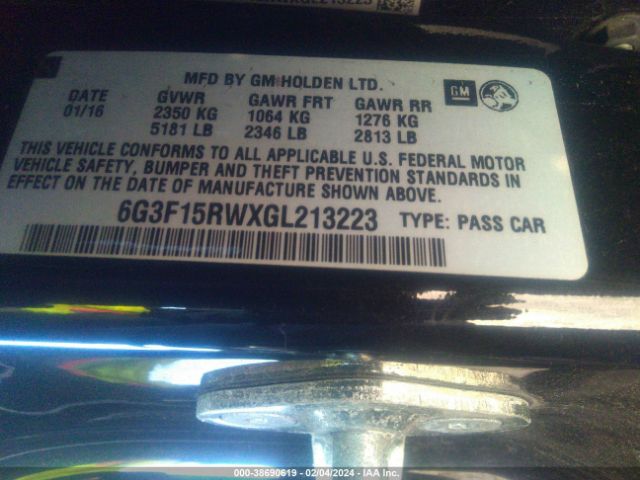 MFD BY GM HOLDEN LTD.
DATE GVWR GAWR FRT GAWR RR
01/16 2350 KG 1064 KG 1276 KG
5181 LB 2346 LB 2813 LB
GM
THIS VEHICLE CONFORMS TO ALL APPLICABLE U.S. FEDERAL MOTOR
VEHICLE SAFETY, BUMPER AND THEFT PREVENTION STANDARDS IN
EFFECT ON THE DATE OF MANUFACTURE SHOWN ABOVE.
6G3F15RWXGL213223 TYPE: PASS CAR
000-38690619 - 02/04/2024 - IAA Inc.